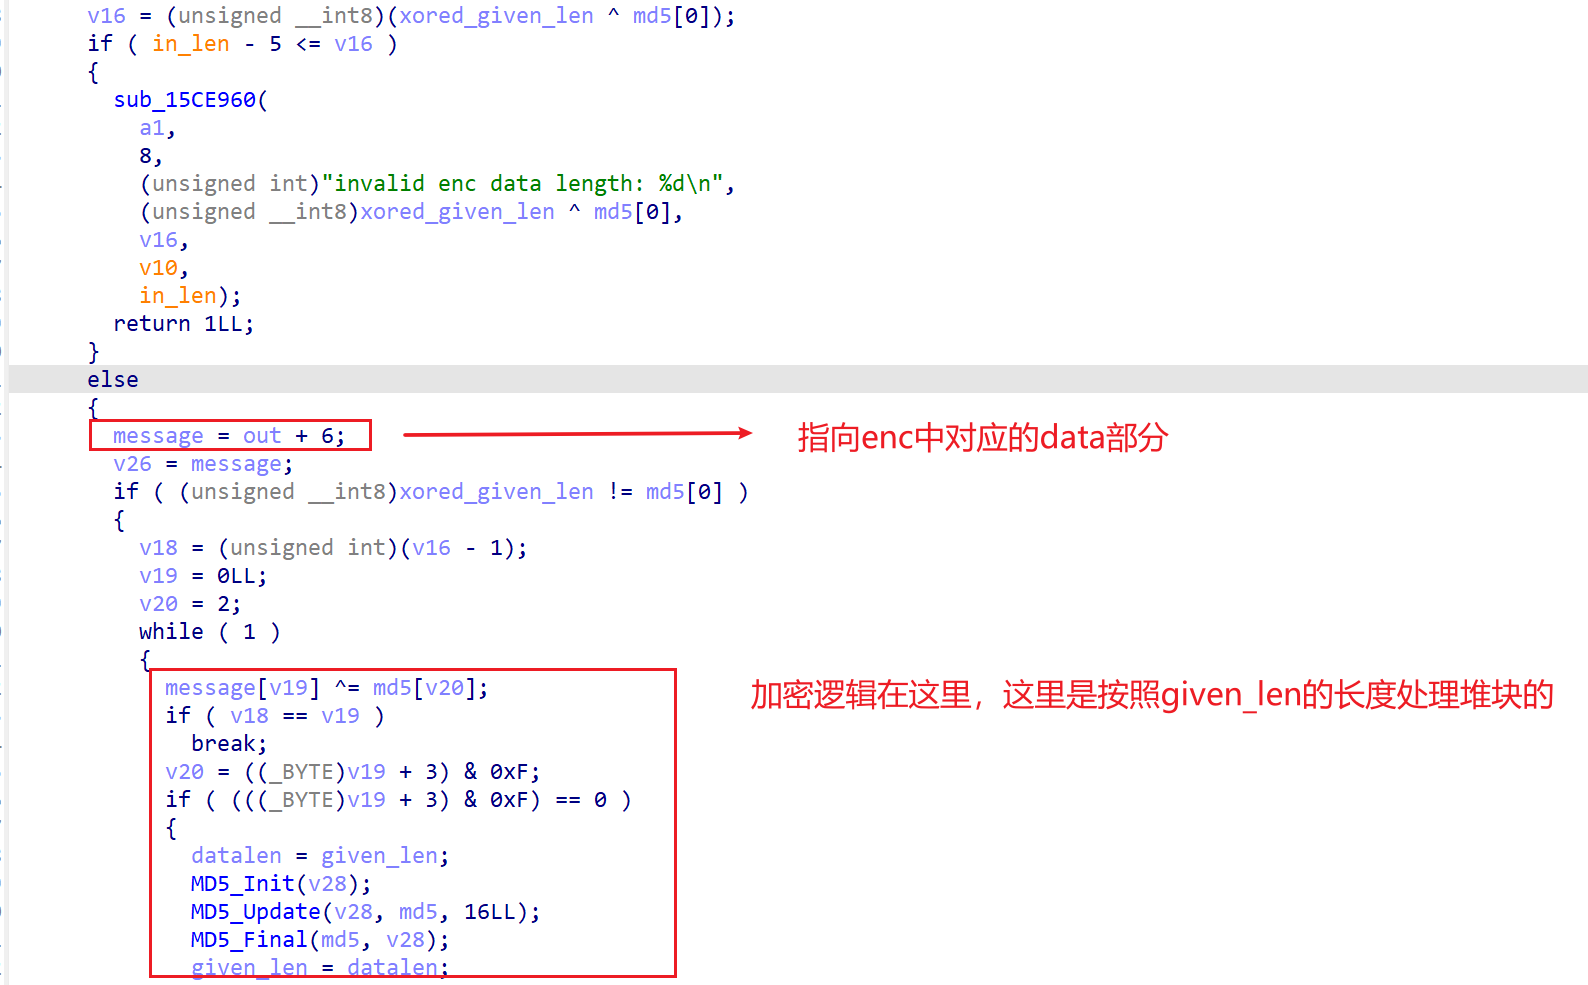 v16 = (unsigned __int8)(xored_given_len ^ md5[0]);
if ( in_len - 5 <= v16 )
{
sub_15CE960(
a1,
8,
(unsigned int)"invalid enc data length: %d\n",
(unsigned __int8)xored_given_len ^ md5[0],
v16,
v10,
in_len);
return 1LL;
}
else
{
message = out + 6;
指向enc中对应的data部分
v26 = message;
if ( (unsigned __int8)xored_given_len != md5[0] )
{
v18 = (unsigned int)(v16 - 1);
v19 = 0LL;
v20 = 2;
while ( 1 )
{
message[v19] ^= md5[v20];
加密逻辑在这里，这里是按照given_len的长度处理堆块的
if ( v18 == v19 )
break;
v20 = ((_BYTE)v19 + 3) & 0xF;
if ( (((_BYTE)v19 + 3) & 0xF) == 0 )
{
datalen = given_len;
MD5_Init(v28);
MD5_Update(v28, md5, 16LL);
MD5_Final(md5, v28);
given_len = datalen;